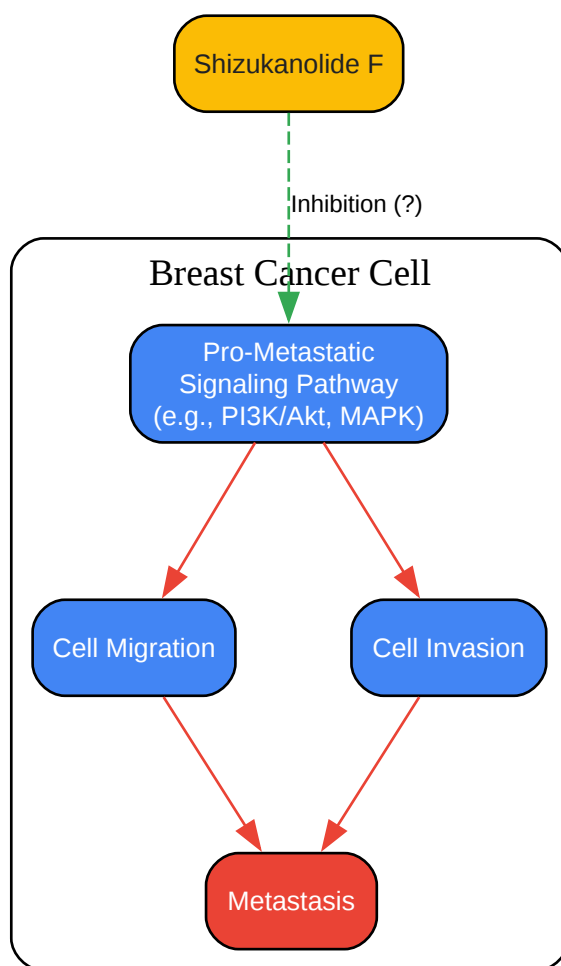 Shizukanolide F
Inhibition (?)
Breast Cancer Cell
Pro-Metastatic
Signaling Pathway
(e.g., PI3K/Akt, MAPK)
Cell Migration
Cell Invasion
Metastasis